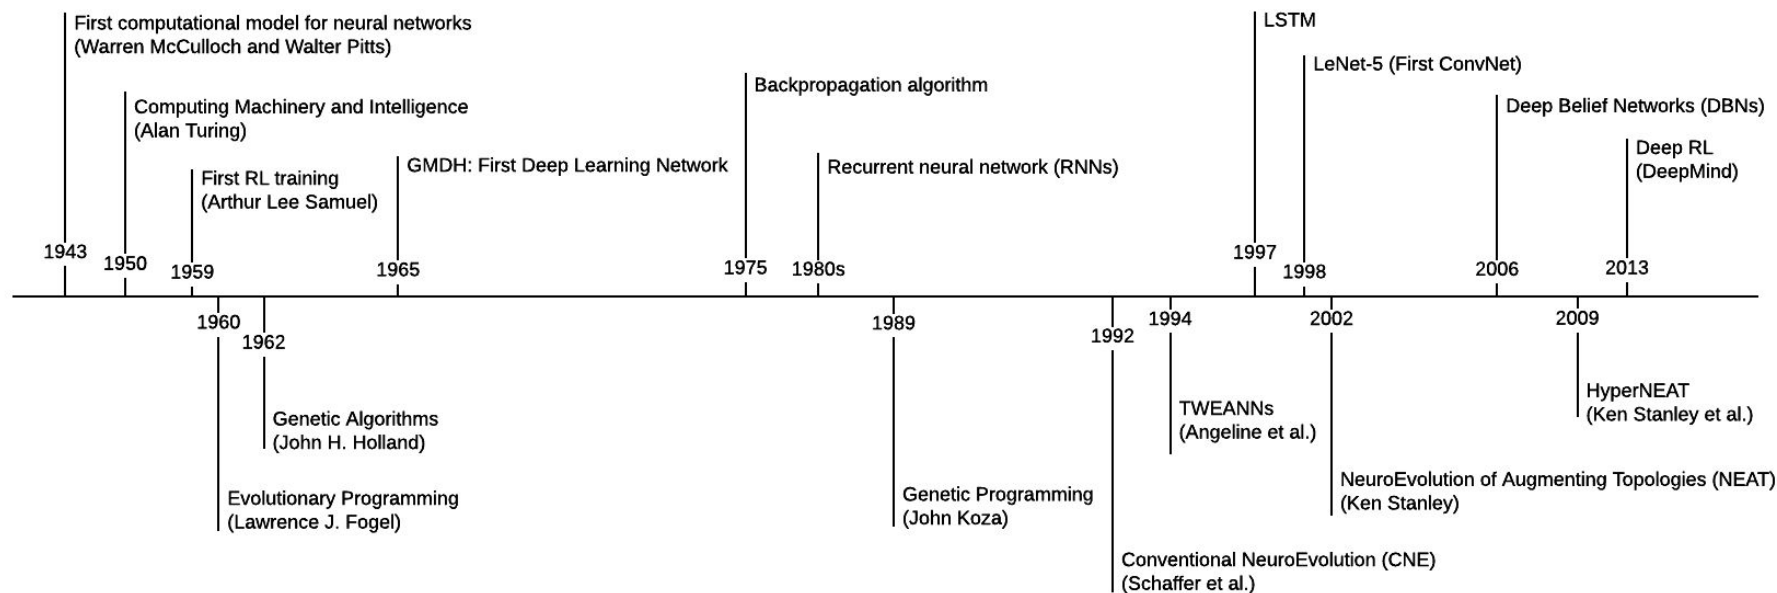 First computational model for neural networks
(Warren McCulloch and Walter Pitts)
Computing Machinery and Intelligence
(Alan Turing)
First RL training
(Arthur Lee Samuel)
GMDH: First Deep Learning Network
Backpropagation algorithm
Recurrent neural network (RNNs)
LSTM
LeNet-5 (First ConvNet)
Deep Belief Networks (DBNs)
Deep RL
(DeepMind)
1943
1950
1959
1965
1975
1980s
1997
1998
2006
2013
1960
1962
1989
1992
1994
2002
2009
Genetic Algorithms
(John H. Holland)
Evolutionary Programming
(Lawrence J. Fogel)
Genetic Programming
(John Koza)
Conventional NeuroEvolution (CNE)
(Schaffer et al.)
TWEANNs
(Angeline et al.)
NeuroEvolution of Augmenting Topologies (NEAT)
(Ken Stanley)
HyperNEAT
(Ken Stanley et al.)